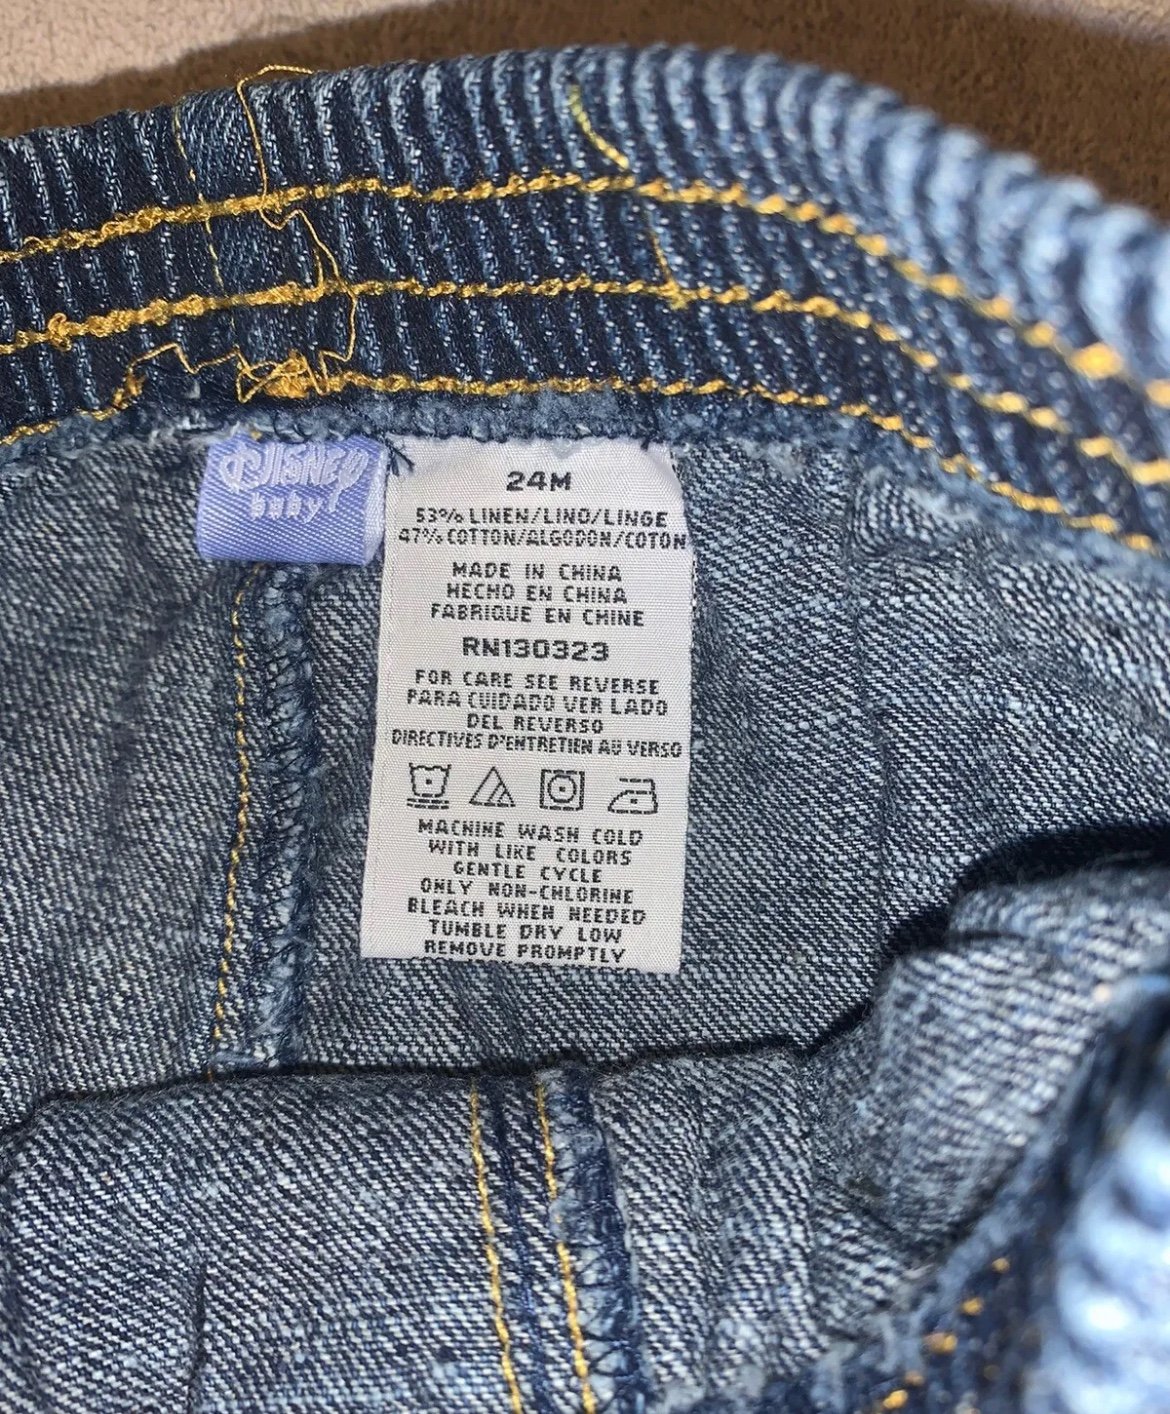 Disney
baby!
24M
53% LINEN/LINO/LINGE
47% COTTON/ALGODON/COTON
MADE IN CHINA
HECHO EN CHINA
FABRIQUE EN CHINE
RN130323
FOR CARE SEE REVERSE
PARA CUIDADO VER LADO
DEL REVERSO
DIRECTIVES D'ENTRETIEN AU VERSO
MACHINE WASH COLD
WITH LIKE COLORS
GENTLE CYCLE
ONLY NON-CHLORINE
BLEACH WHEN NEEDED
TUMBLE DRY LOW
REMOVE PROMPTLY